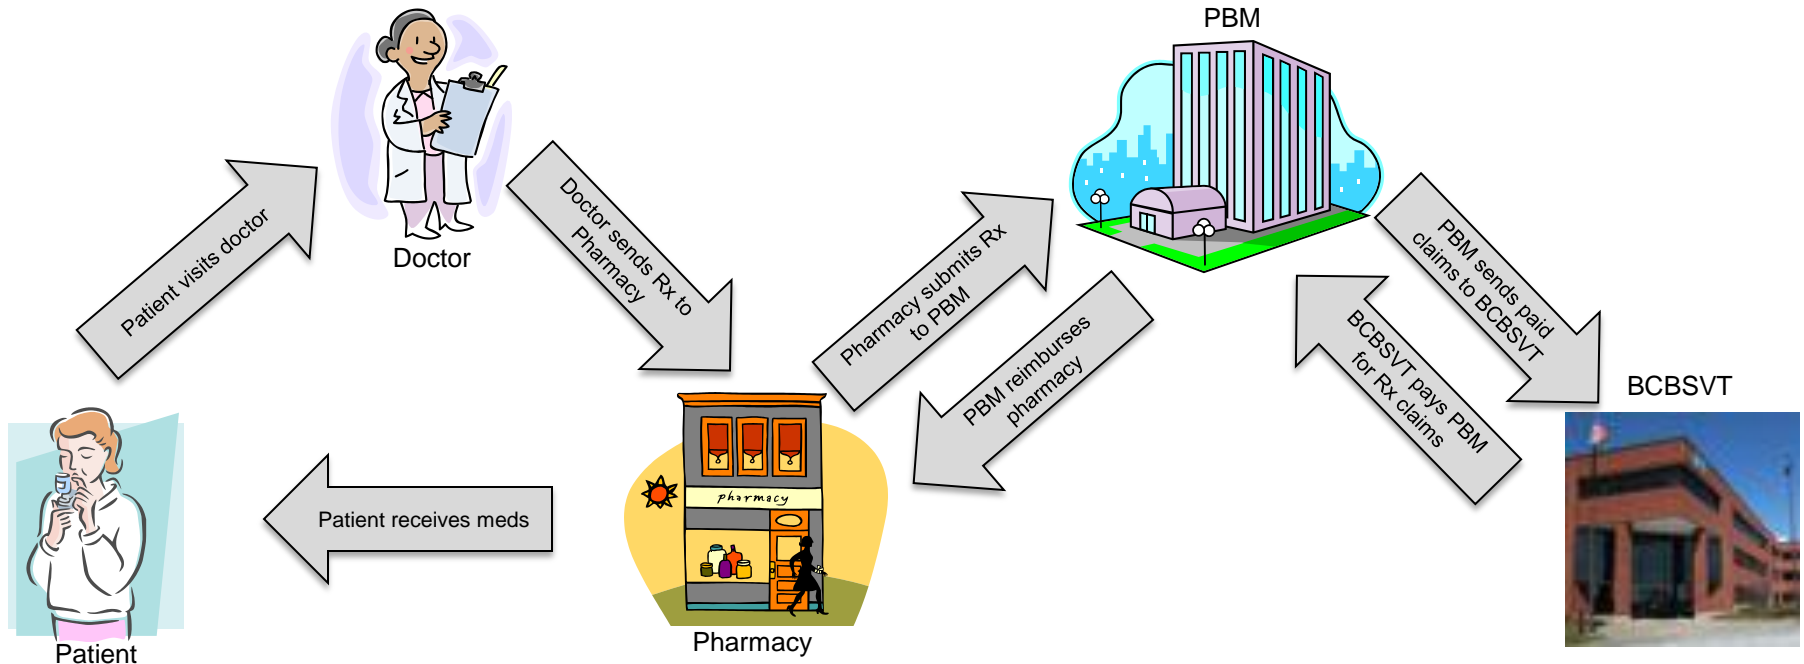 PBM
Doctor
Patient visits doctor
Doctor sends Rx to
Pharmacy
Pharmacy submits Rx
to PBM
PBM reimburses
pharmacy
PBM sends paid
claims to BCBSVT
BCBSVT pays PBM
for Rx claims
BCBSVT
Patient receives meds
pharmacy
Patient
Pharmacy